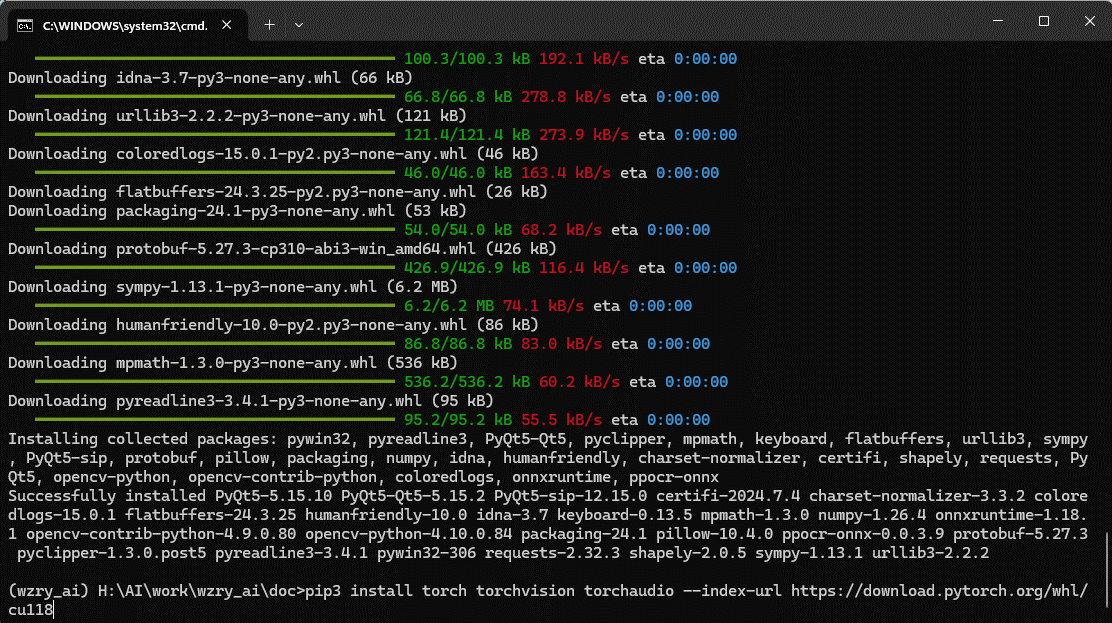 C:\WINDOWS\system32\cmd.
100.3/100.3 kB 192.1 kB/s eta 0:00:00
Downloading idna-3.7-py3-none-any.whl (66 kB)
66.8/66.8 kB 278.8 kB/s eta 0:00:00
Downloading urllib3-2.2.2-py3-none-any.whl (121 kB)
121.4/121.4 kB 273.9 kB/s eta 0:00:00
Downloading coloredlogs-15.0.1-py2.py3-none-any.whl (46 kB)
46.0/46.0 kB 163.4 kB/s eta 0:00:00
Downloading flatbuffers-24.3.25-py2.py3-none-any.whl (26 kB)
Downloading packaging-24.1-py3-none-any.whl (53 kB)
54.0/54.0 kB 68.2 kB/s eta 0:00:00
Downloading protobuf-5.27.3-cp310-abi3-win_amd64.whl (426 kB)
426.9/426.9 kB 116.4 kB/s eta 0:00:00
Downloading sympy-1.13.1-py3-none-any.whl (6.2 MB)
6.2/6.2 MB 74.1 kB/s eta 0:00:00
Downloading humanfriendly-10.0-py2.py3-none-any.whl (86 kB)
86.8/86.8 kB 83.0 kB/s eta 0:00:00
Downloading mpmath-1.3.0-py3-none-any.whl (536 kB)
536.2/536.2 kB 60.2 kB/s eta 0:00:00
Downloading pyreadline3-3.4.1-py3-none-any.whl (95 kB)
95.2/95.2 kB 55.5 kB/s eta 0:00:00
Installing collected packages: pywin32, pyreadline3, PyQt5-Qt5, pyclipper, mpmath, keyboard, flatbuffers, urllib3, sympy
, PyQt5-sip, protobuf, pillow, packaging, numpy, idna, humanfriendly, charset-normalizer, certifi, shapely, requests, Py
Qt5, opencv-python, opencv-contrib-python, coloredlogs, onnxruntime, ppocr-onnx
Successfully installed PyQt5-5.15.10 PyQt5-Qt5-5.15.2 PyQt5-sip-12.15.0 certifi-2024.7.4 charset-normalizer-3.3.2 colore
dlogs-15.0.1 flatbuffers-24.3.25 humanfriendly-10.0 idna-3.7 keyboard-0.13.5 mpmath-1.3.0 numpy-1.26.4 onnxruntime-1.18.
1 opencv-contrib-python-4.9.0.80 opencv-python-4.10.0.84 packaging-24.1 pillow-10.4.0 ppocr-onnx-0.0.3.9 protobuf-5.27.3
pyclipper-1.3.0.post5 pyreadline3-3.4.1 pywin32-306 requests-2.32.3 shapely-2.0.5 sympy-1.13.1 urllib3-2.2.2
(wzry_ai) H:\AI\work\wzry_ai\doc>pip3 install torch torchvision torchaudio --index-url https://download.pytorch.org/whl/
cu118